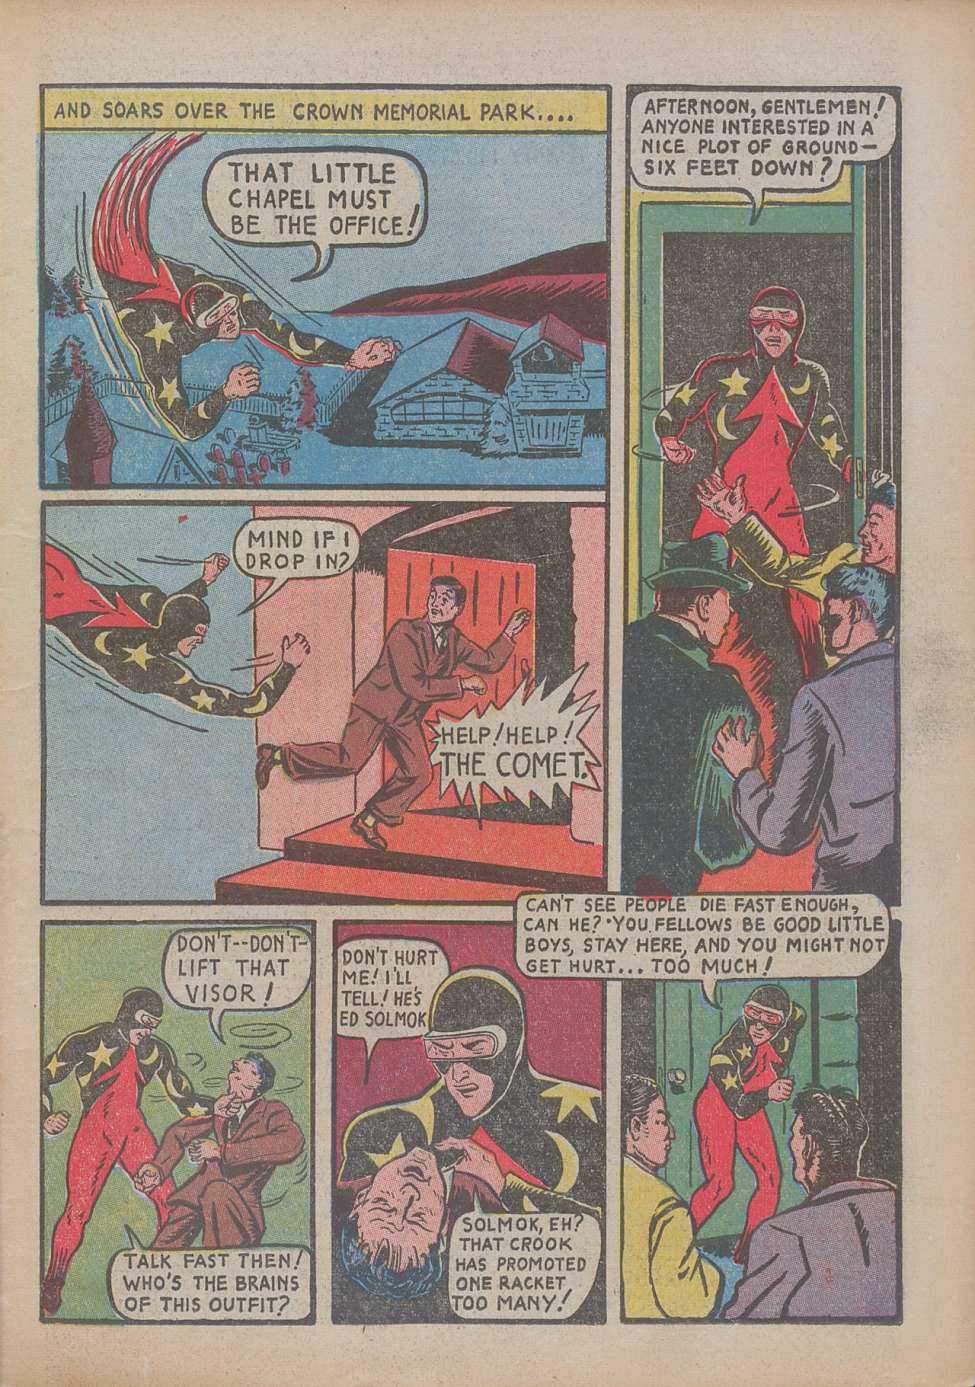 AND SOARS OVER THE CROWN MEMORIAL PARK....
THAT LITTLE
CHAPEL MUST
BE THE OFFICE!
MIND IF I
DROP IN?
HELP! HELP!
THE COMET.
AFTERNOON, GENTLEMEN!
ANYONE INTERESTED IN A
NICE PLOT OF GROUND—
SIX FEET DOWN?
DON'T--DON'T-
LIFT THAT
VISOR!
TALK FAST THEN!
WHO'S THE BRAINS
OF THIS OUTFIT?
DON'T HURT
ME! I'LL
TELL! HE'S
ED SOLMOK
SOLMOK, EH?
THAT CROOK
HAS PROMOTED
ONE RACKET
TOO MANY!
CAN'T SEE PEOPLE DIE FAST ENOUGH,
CAN HE? YOU FELLOWS BE GOOD LITTLE
BOYS, STAY HERE, AND YOU MIGHT NOT
GET HURT... TOO MUCH!